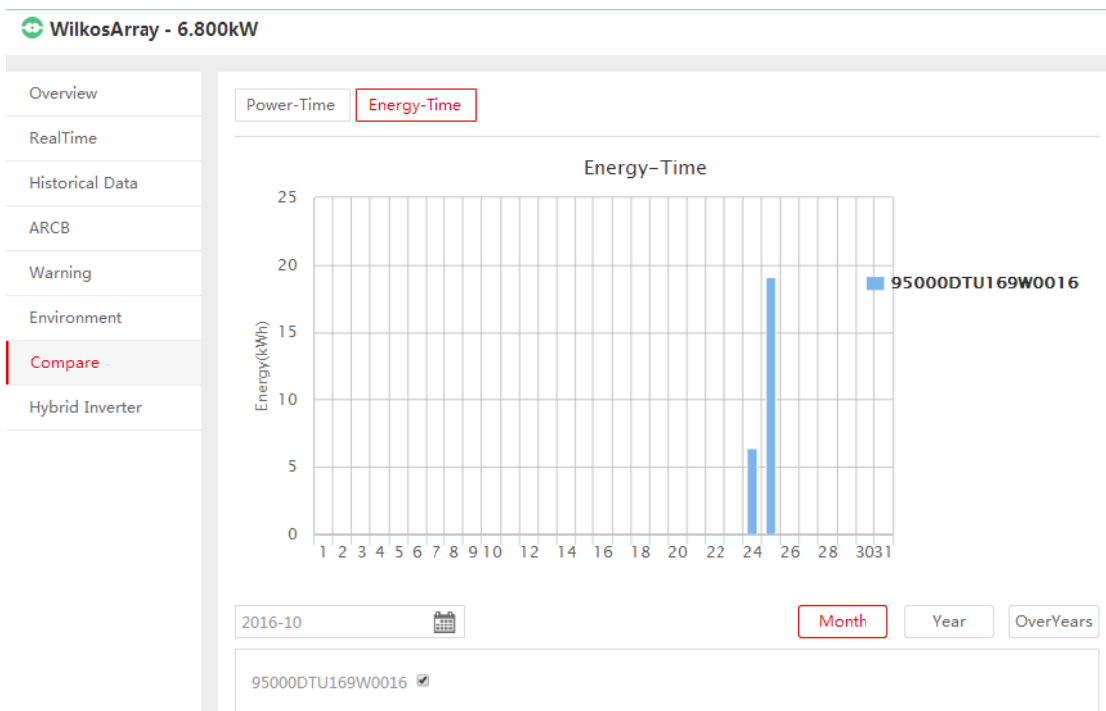 WilkosArray - 6.800kW
Overview
RealTime
Historical Data
ARCB
Warning
Environment
Compare
Hybrid Inverter
Power-Time Energy-Time
Energy-Time
25
20
15
10
5
0
Energy(kWh)
95000DTU169W0016
1 2 3 4 5 6 7 8 9 10 12 14 16 18 20 22 24 26 28 30 31
2016-10 Month Year OverYears
95000DTU169W0016